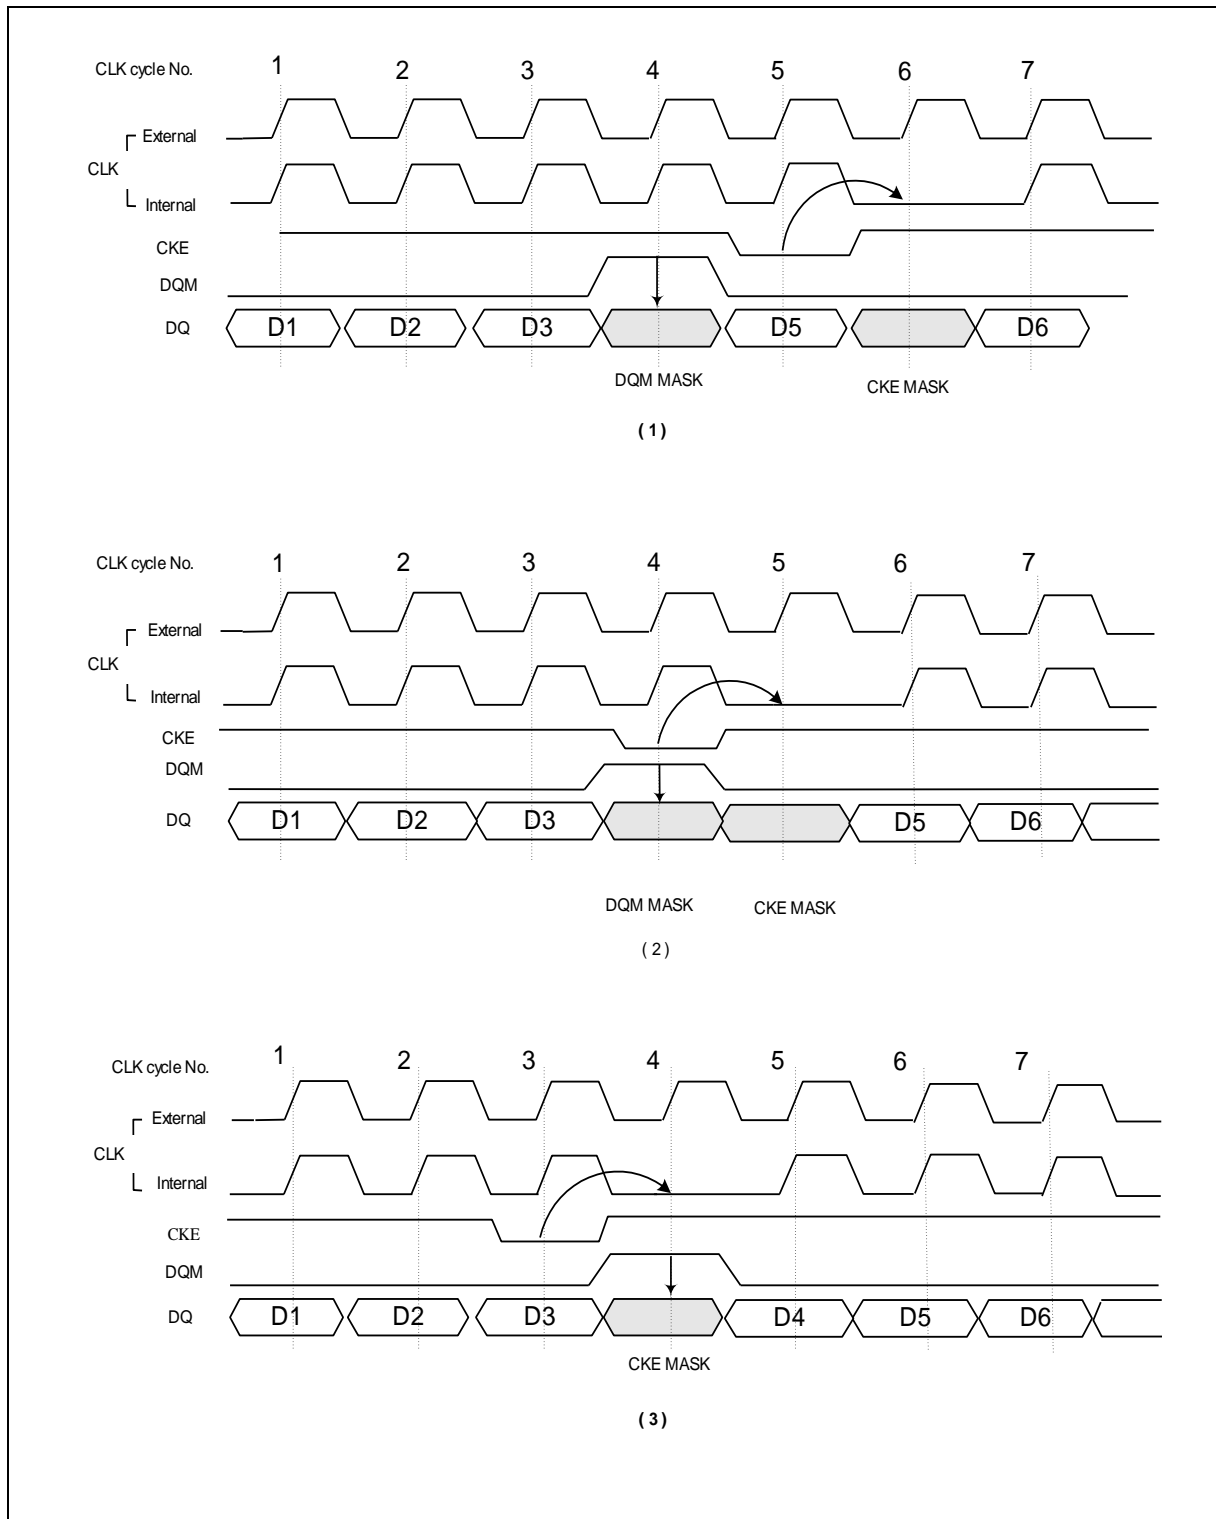 CLK cycle No. 1 2 3 4 5 6 7
External
CLK
Internal
CKE
DQM
DQ D1 D2 D3 D5 D6
DQM MASK CKE MASK
( 1 )
CLK cycle No. 1 2 3 4 5 6 7
External
CLK
Internal
CKE
DQM
DQ D1 D2 D3 D5 D6
DQM MASK CKE MASK
( 2 )
CLK cycle No. 1 2 3 4 5 6 7
External
CLK
Internal
CKE
DQM
DQ D1 D2 D3 D4 D5 D6
CKE MASK
( 3 )